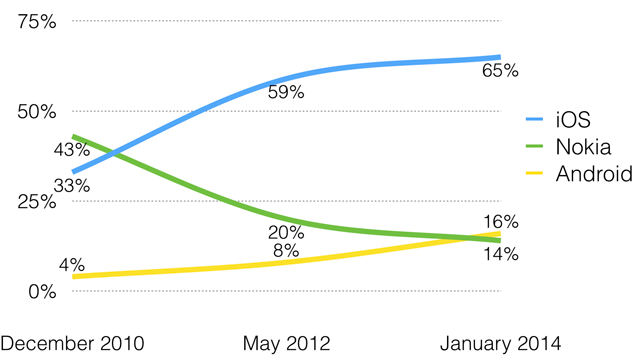 75%
50%
25%
0%
43%
33%
4%
59%
20%
8%
65%
16%
14%
iOS
Nokia
Android
December 2010
May 2012
January 2014